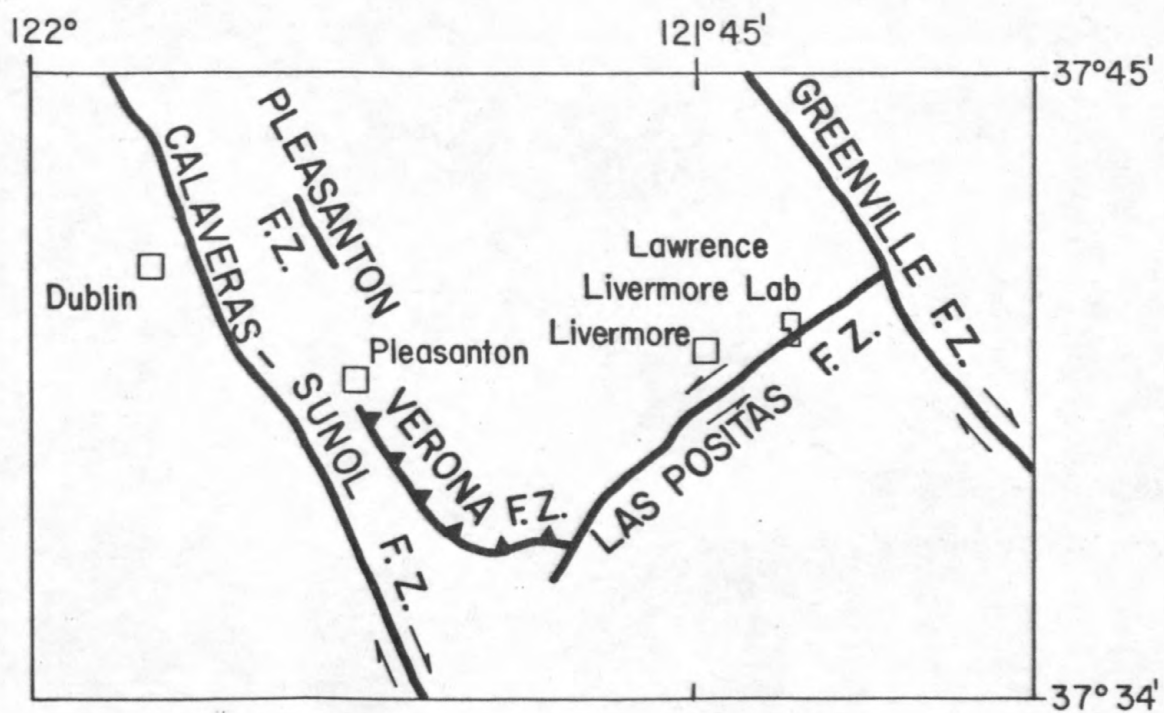 122°
121°45'
37°45'
PLEASANTON
F.Z.
CALAVERAS – SUNOL F.Z.
GREENVILLE F.Z.
Dublin
Lawrence
Livermore Lab
Livermore
Pleasanton
VERONA F.Z.
LAS POSITAS F.Z.
37°34'